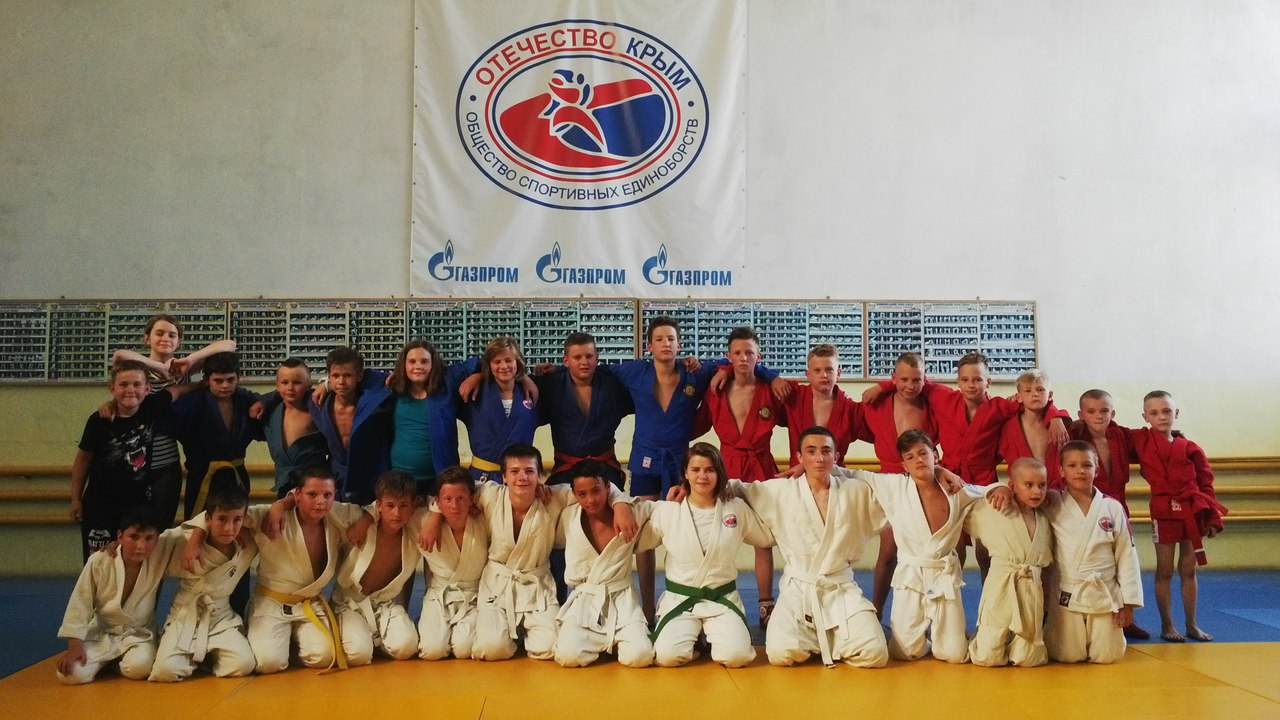 ОТЕЧЕСТВО КРЫМ
ОБЩЕСТВО СПОРТИВНЫХ ЕДИНОБОРСТВ
ГАЗПРОМ ГАЗПРОМ ГАЗПРОМ